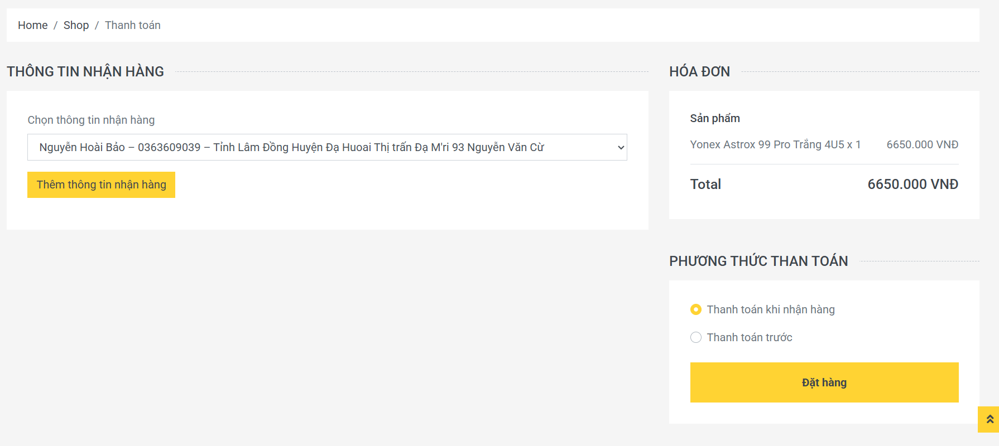 Home / Shop / Thanh toán
THÔNG TIN NHẬN HÀNG
Chọn thông tin nhận hàng
Nguyễn Hoài Bảo – 0363609039 – Tỉnh Lâm Đồng Huyện Đạ Huoai Thị trấn Đạ M'ri 93 Nguyễn Văn Cừ
Thêm thông tin nhận hàng
HÓA ĐƠN
Sản phẩm
Yonex Astrox 99 Pro Trắng 4U5 x 1 6650.000 VNĐ
Total 6650.000 VNĐ
PHƯƠNG THỨC THAN TOÁN
Thanh toán khi nhận hàng
Thanh toán trước
Đặt hàng